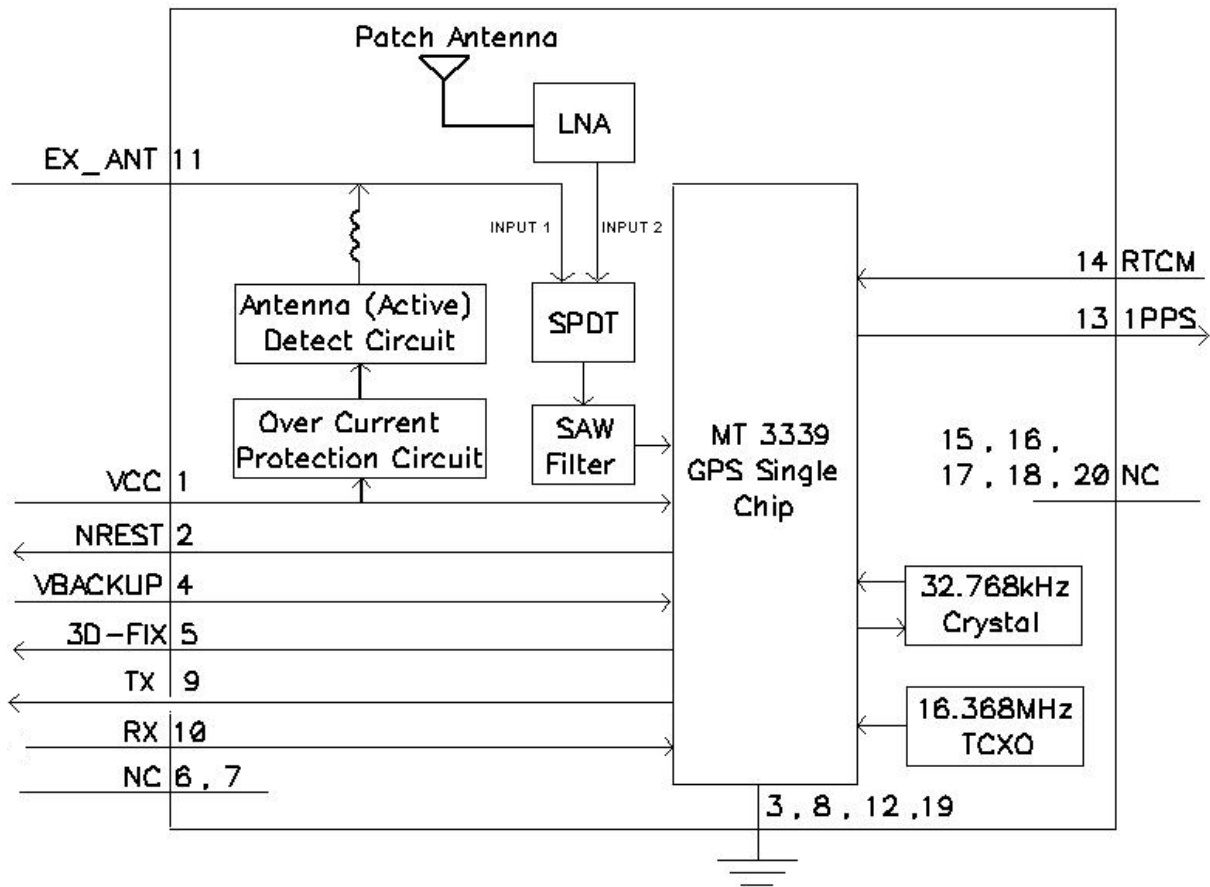 Patch Antenna
LNA
EX_ANT 11
INPUT 1
INPUT 2
14 RTCM
Antenna (Active)
Detect Circuit
SPDT
13 1PPS
Over Current
Protection Circuit
SAW
Filter
MT 3339
GPS Single
Chip
15 , 16 ,
17 , 18 , 20 NC
VCC 1
NREST 2
VBACKUP 4
32.768kHz
Crystal
3D-FIX 5
TX 9
16.368MHz
TCXO
RX 10
NC 6 , 7
3 , 8 , 12 ,19